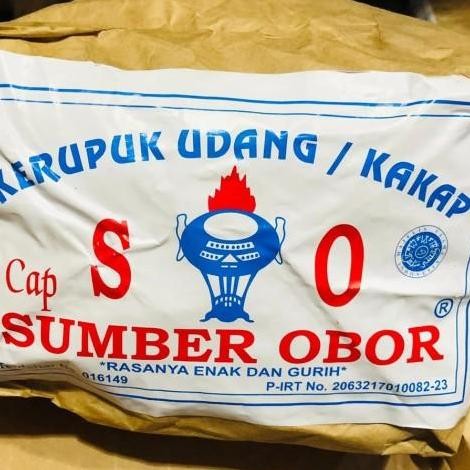 KERUPUK UDANG / KAKAP
Cap S O
®
SUMBER OBOR
*RASANYA ENAK DAN GURIH*
016149
P-IRT No. 2063217010082-23